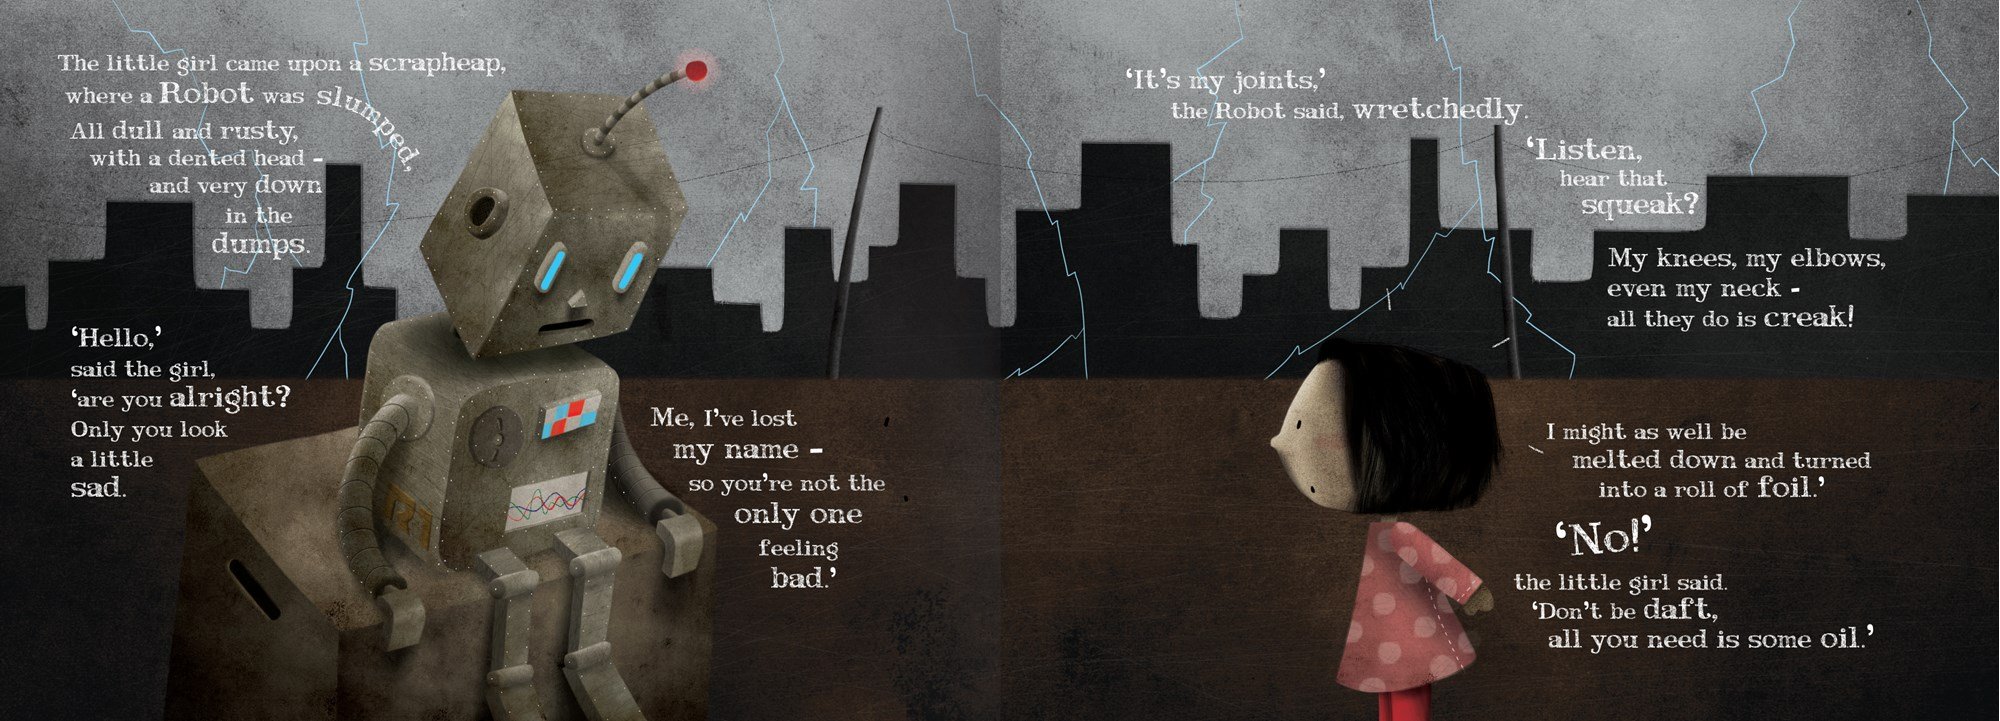 The little girl came upon a scrapheap,
where a Robot was slumped,
All dull and rusty,
with a dented head -
and very down
in the
dumps.
‘Hello,’
said the girl,
‘are you alright?
Only you look
a little
sad.
Me, I’ve lost
my name -
so you’re not the
only one
feeling
bad.’
‘It’s my joints,’
the Robot said, wretchedly.
‘Listen,
hear that
squeak?
My knees, my elbows,
even my neck -
all they do is creak!
I might as well be
melted down and turned
into a roll of foil.’
‘No!’
the little girl said.
‘Don’t be daft,
all you need is some oil.’